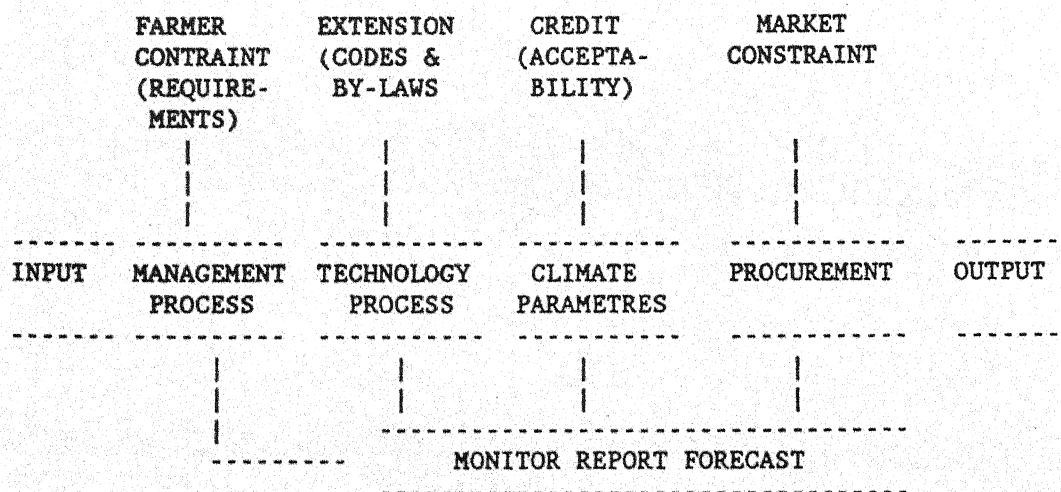 FARMER EXTENSION CREDIT MARKET
CONTRAINT (CODES & (ACCEPTA- CONSTRAINT
(REQUIRE- BY-LAWS BILITY)
MENTS)
INPUT MANAGEMENT TECHNOLOGY CLIMATE PROCUREMENT OUTPUT
PROCESS PROCESS PARAMETRES
MONITOR REPORT FORECAST